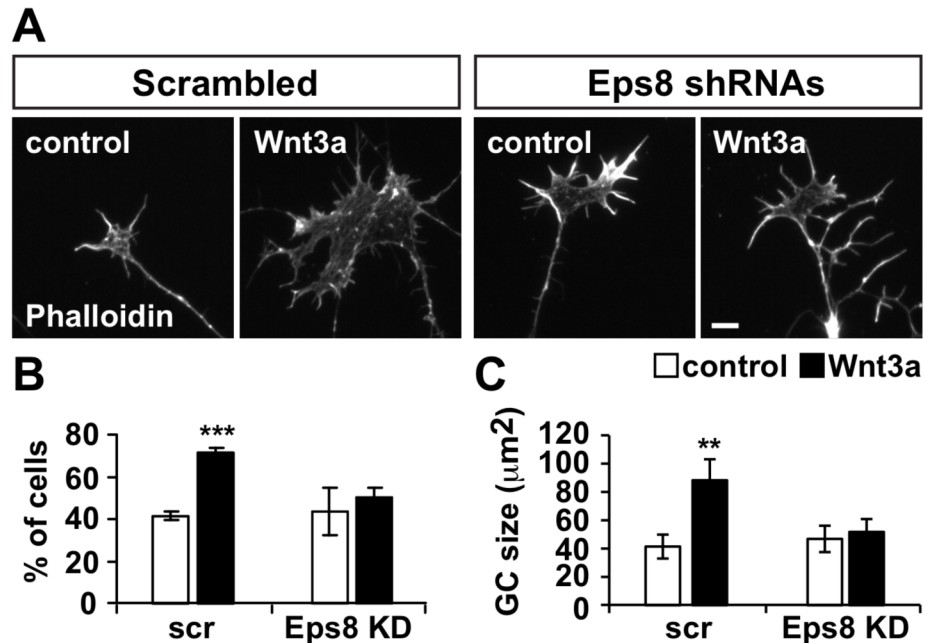 A
Scrambled Eps8 shRNAs
control Wnt3a control Wnt3a
Phalloidin
B
% of cells
80
60
40
20
0
***
scr Eps8 KD
C
control Wnt3a
GC size (μm2)
120
100
80
60
40
20
0
**
scr Eps8 KD